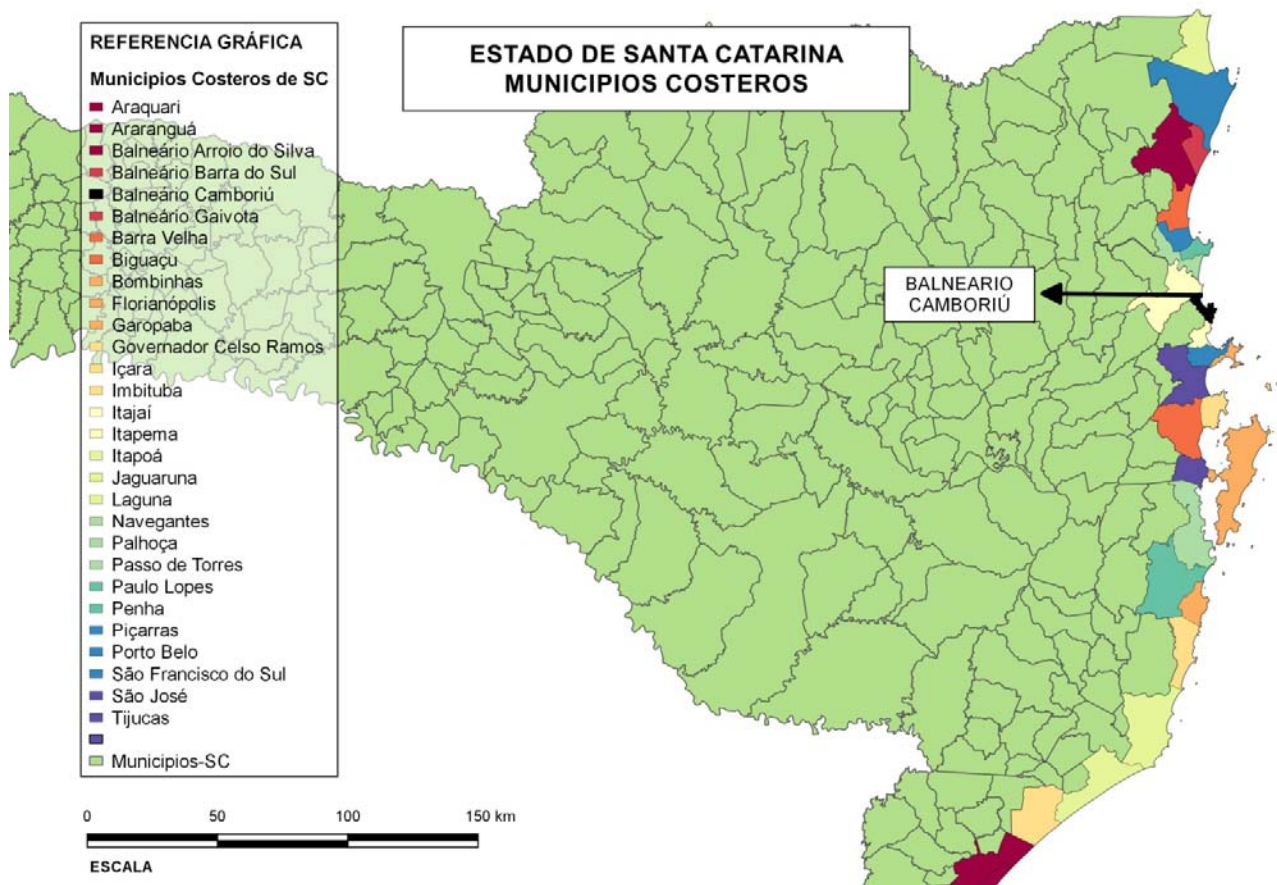 REFERENCIA GRÁFICA
Municipios Costeros de SC
Araquari
Araranguá
Balneário Arroio do Silva
Balneário Barra do Sul
Balneário Camboriú
Balneário Gaivota
Barra Velha
Biguaçu
Bombinhas
Florianópolis
Garopaba
Governador Celso Ramos
Içara
Imbituba
Itajaí
Itapema
Itapoá
Jaguaruna
Laguna
Navegantes
Palhoça
Passo de Torres
Paulo Lopes
Penha
Piçarras
Porto Belo
São Francisco do Sul
São José
Tijucas
Municipios-SC
ESTADO DE SANTA CATARINA
MUNICIPIOS COSTEROS
BALNEARIO
CAMBORIÚ
0 50 100 150 km
ESCALA